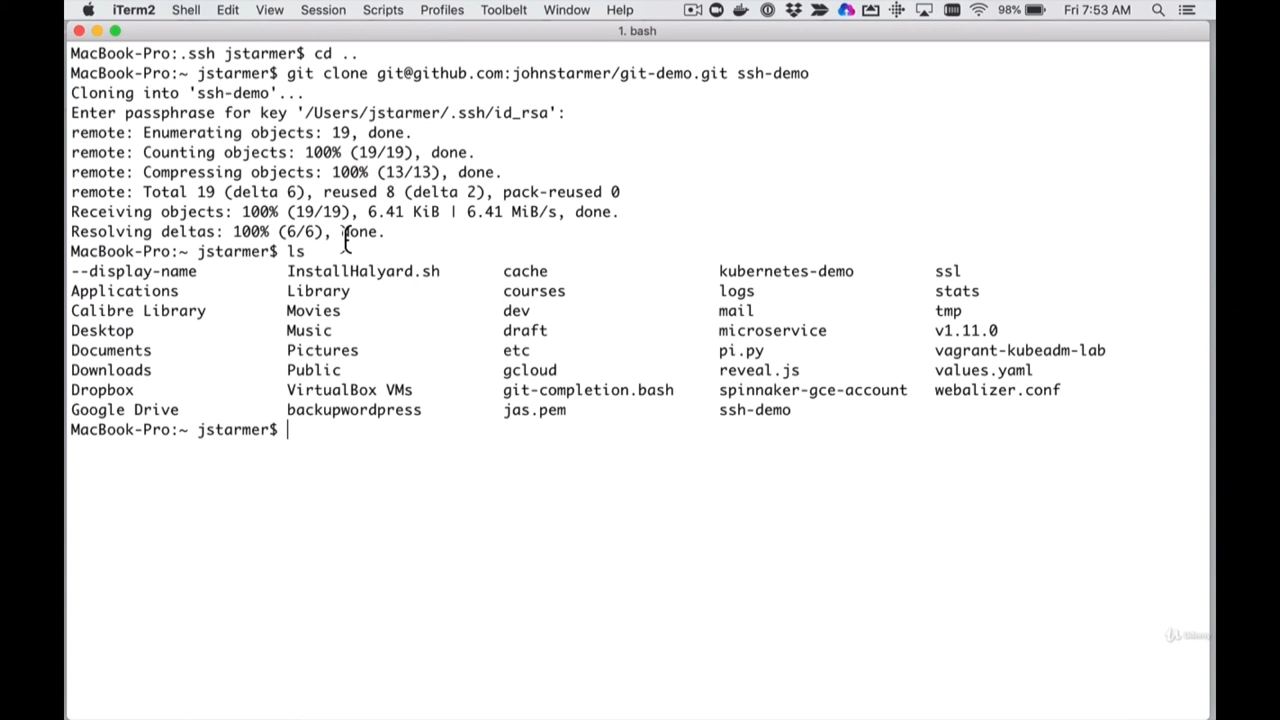 iTerm2 Shell Edit View Session Scripts Profiles Toolbelt Window Help 98% Fri 7:53 AM
1. bash
MacBook-Pro:.ssh jstarmer$ cd ..
MacBook-Pro:~ jstarmer$ git clone git@github.com:johnstarmer/git-demo.git ssh-demo
Cloning into 'ssh-demo'...
Enter passphrase for key '/Users/jstarmer/.ssh/id_rsa':
remote: Enumerating objects: 19, done.
remote: Counting objects: 100% (19/19), done.
remote: Compressing objects: 100% (13/13), done.
remote: Total 19 (delta 6), reused 8 (delta 2), pack-reused 0
Receiving objects: 100% (19/19), 6.41 KiB | 6.41 MiB/s, done.
Resolving deltas: 100% (6/6), done.
MacBook-Pro:~ jstarmer$ ls
--display-name InstallHalyard.sh cache kubernetes-demo ssl
Applications Library courses logs stats
Calibre Library Movies dev mail tmp
Desktop Music draft microservice v1.11.0
Documents Pictures etc pi.py vagrant-kubeadm-lab
Downloads Public gcloud reveal.js values.yaml
Dropbox VirtualBox VMs git-completion.bash spinnaker-gce-account webalizer.conf
Google Drive backupwordpress jas.pem ssh-demo
MacBook-Pro:~ jstarmer$
Udemy